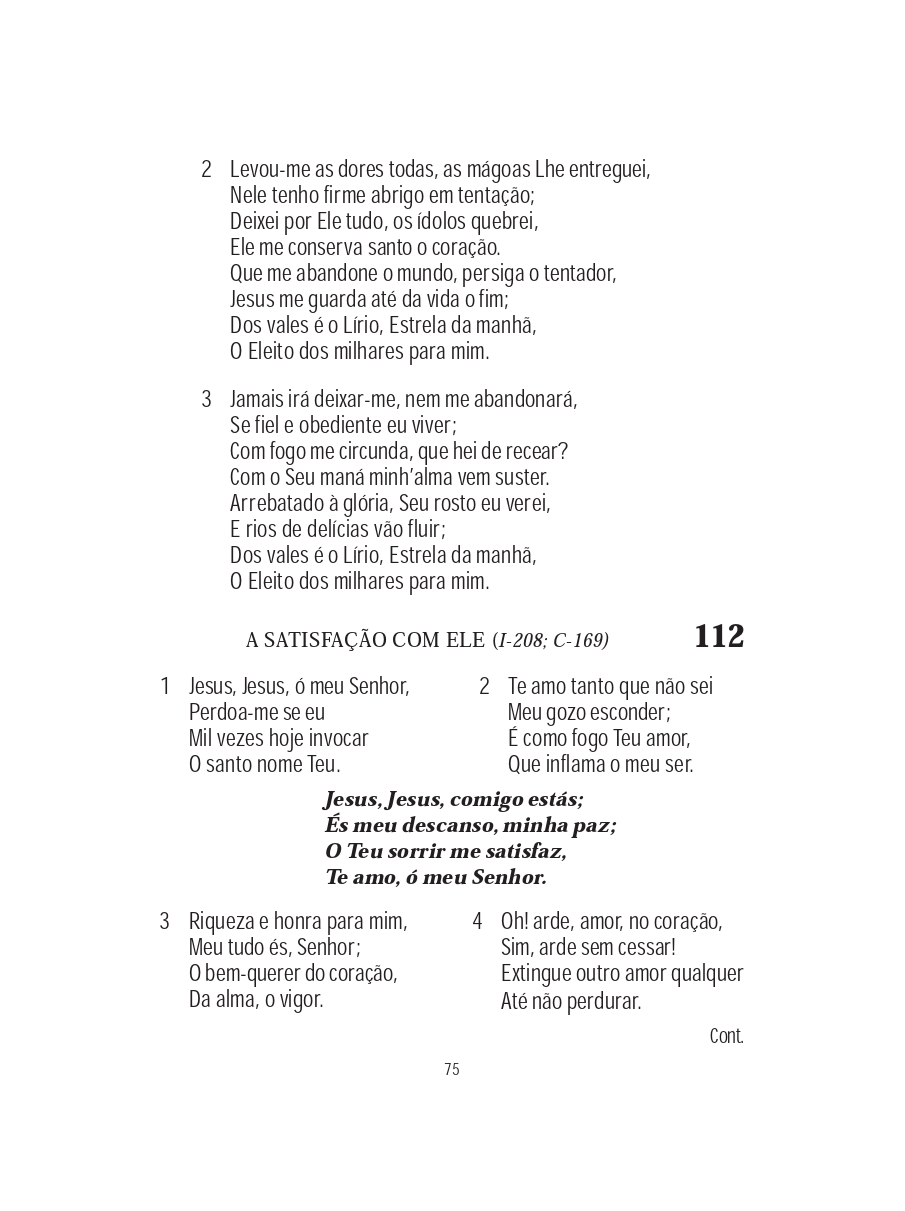 2 Levou-me as dores todas, as mágoas Lhe entreguei,
Nele tenho firme abrigo em tentação;
Deixei por Ele tudo, os ídolos quebrei,
Ele me conserva santo o coração.
Que me abandone o mundo, persiga o tentador,
Jesus me guarda até da vida o fim;
Dos vales é o Lírio, Estrela da manhã,
O Eleito dos milhares para mim.
3 Jamais irá deixar-me, nem me abandonará,
Se fiel e obediente eu viver;
Com fogo me circunda, que hei de recear?
Com o Seu maná minh’alma vem suster.
Arrebatado à glória, Seu rosto eu verei,
E rios de delícias vão fluir;
Dos vales é o Lírio, Estrela da manhã,
O Eleito dos milhares para mim.
A SATISFAÇÃO COM ELE (I-208; C-169) 112
1 Jesus, Jesus, ó meu Senhor,
Perdoa-me se eu
Mil vezes hoje invocar
O santo nome Teu.
2 Te amo tanto que não sei
Meu gozo esconder;
É como fogo Teu amor,
Que inflama o meu ser.
Jesus, Jesus, comigo estás;
És meu descanso, minha paz;
O Teu sorrir me satisfaz,
Te amo, ó meu Senhor.
3 Riqueza e honra para mim,
Meu tudo és, Senhor;
O bem-querer do coração,
Da alma, o vigor.
4 Oh! arde, amor, no coração,
Sim, arde sem cessar!
Extingue outro amor qualquer
Até não perdurar.
Cont.
75